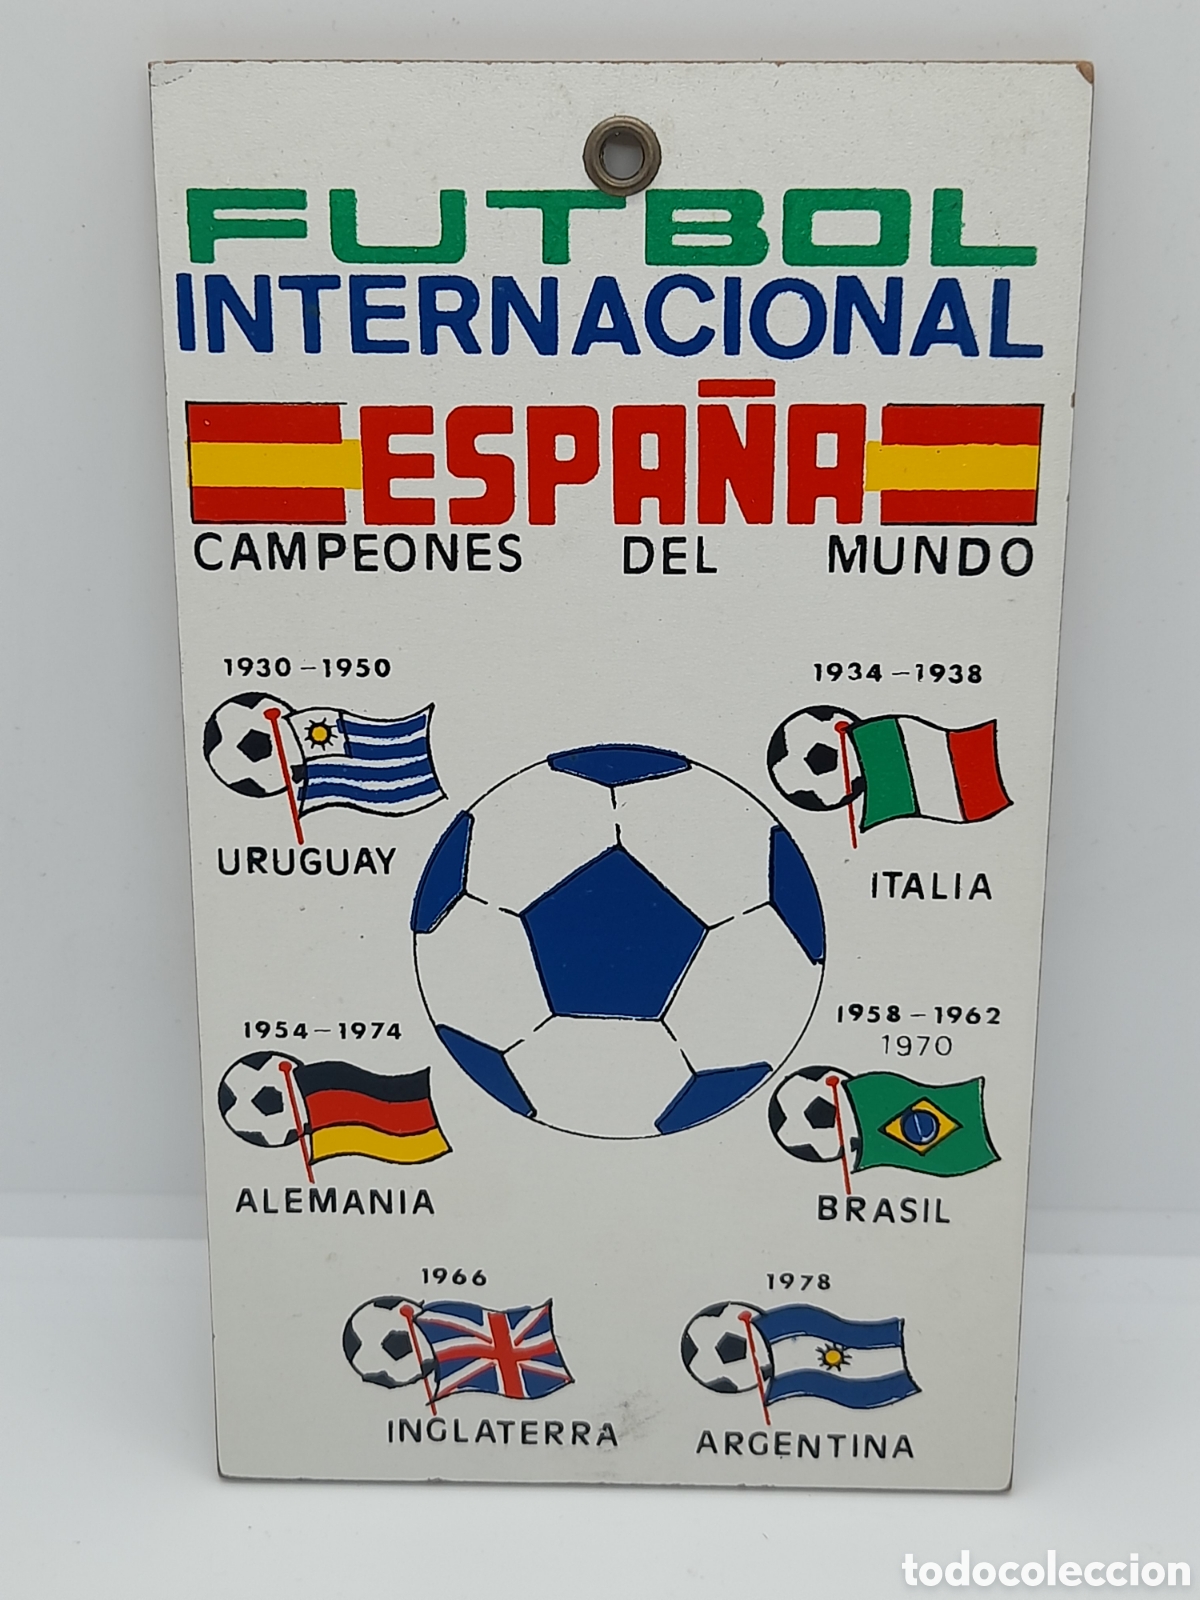 FUTBOL
INTERNACIONAL
ESPAÑA
CAMPEONES DEL MUNDO
1930-1950
URUGUAY
1934-1938
ITALIA
1954-1974
ALEMANIA
1958-1962
1970
BRASIL
1966
INGLATERRA
1978
ARGENTINA
todocoleccion